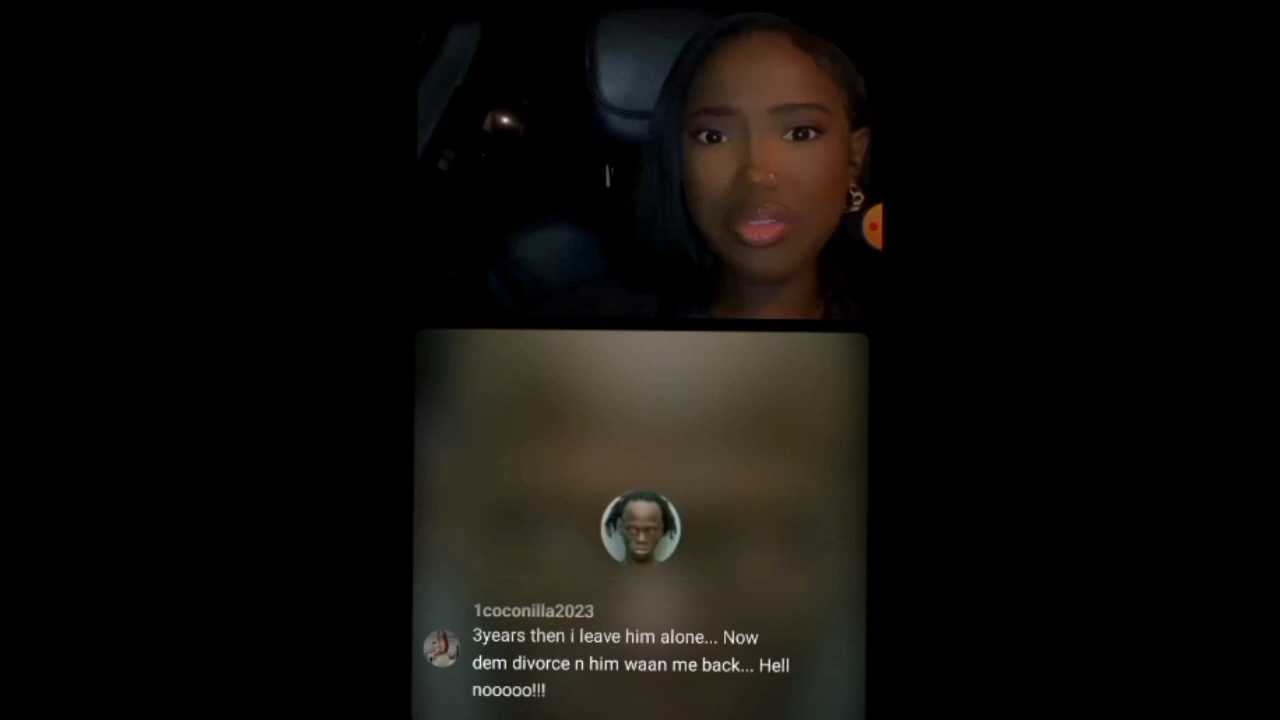 1coconilla2023
3years then i leave him alone... Now
dem divorce n him waan me back... Hell
nooooo!!!